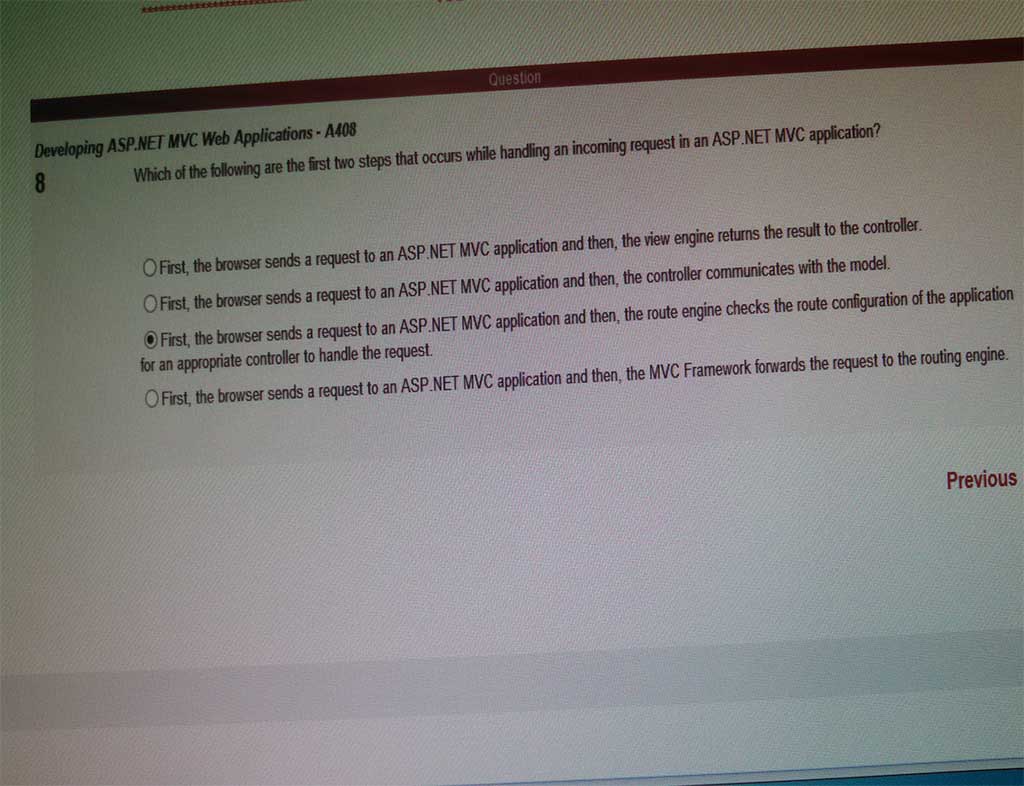 Question
Developing ASP.NET MVC Web Applications - A408
8
Which of the following are the first two steps that occurs while handling an incoming request in an ASP.NET MVC application?
First, the browser sends a request to an ASP.NET MVC application and then, the view engine returns the result to the controller.
First, the browser sends a request to an ASP.NET MVC application and then, the controller communicates with the model.
First, the browser sends a request to an ASP.NET MVC application and then, the route engine checks the route configuration of the application
for an appropriate controller to handle the request.
First, the browser sends a request to an ASP.NET MVC application and then, the MVC Framework forwards the request to the routing engine.
Previous